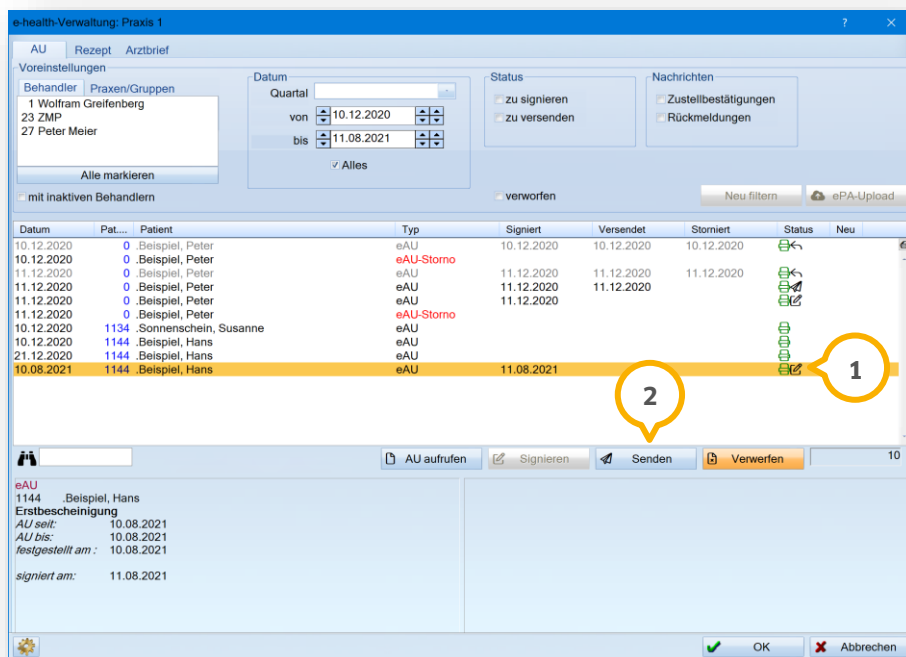 e-health-Verwaltung: Praxis 1 ?
AU Rezept Arztbrief
Voreinstellungen
Behandler Praxen/Gruppen
1 Wolfram Greifenberg
23 ZMP
27 Peter Meier
Alle markieren
mit inaktiven Behandlern
Datum
Quartal
von 10.12.2020
bis 11.08.2021
Alles
Status
zu signieren
zu versenden
Nachrichten
Zustellbestätigungen
Rückmeldungen
verworfen
Neu filtern ePA-Upload
Datum Pat.... Patient Typ Signiert Versendet Storniert Status Neu
10.12.2020 0 .Beispiel, Peter eAU 10.12.2020 10.12.2020 10.12.2020
10.12.2020 0 .Beispiel, Peter eAU-Storno
11.12.2020 0 .Beispiel, Peter eAU 11.12.2020 11.12.2020 11.12.2020
11.12.2020 0 .Beispiel, Peter eAU 11.12.2020 11.12.2020
11.12.2020 0 .Beispiel, Peter eAU 11.12.2020
11.12.2020 0 .Beispiel, Peter eAU-Storno
10.12.2020 1134 .Sonnenschein, Susanne eAU
10.12.2020 1144 .Beispiel, Hans eAU
21.12.2020 1144 .Beispiel, Hans eAU
10.08.2021 1144 .Beispiel, Hans eAU 11.08.2021
1
2
AU aufrufen Signieren Senden Verwerfen 10
eAU
1144 .Beispiel, Hans
Erstbescheinigung
AU seit: 10.08.2021
AU bis: 10.08.2021
festgestellt am : 10.08.2021
signiert am: 11.08.2021
OK Abbrechen